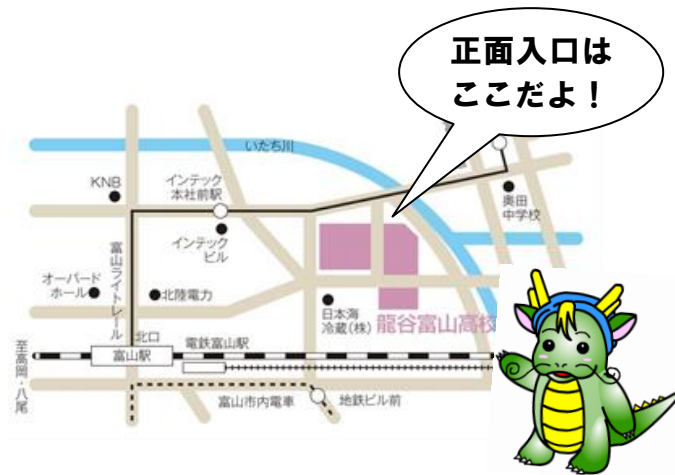 正面入口は
ここだよ！
いたち川
KNB
インテック
本社前駅
奥田
中学校
インテック
ビル
富山ライトレール
オーバード
ホール
北陸電力
日本海
冷蔵(株)
龍谷富山高校
北口
電鉄富山駅
富山駅
至高岡・八尾
富山市内電車
地鉄ビル前